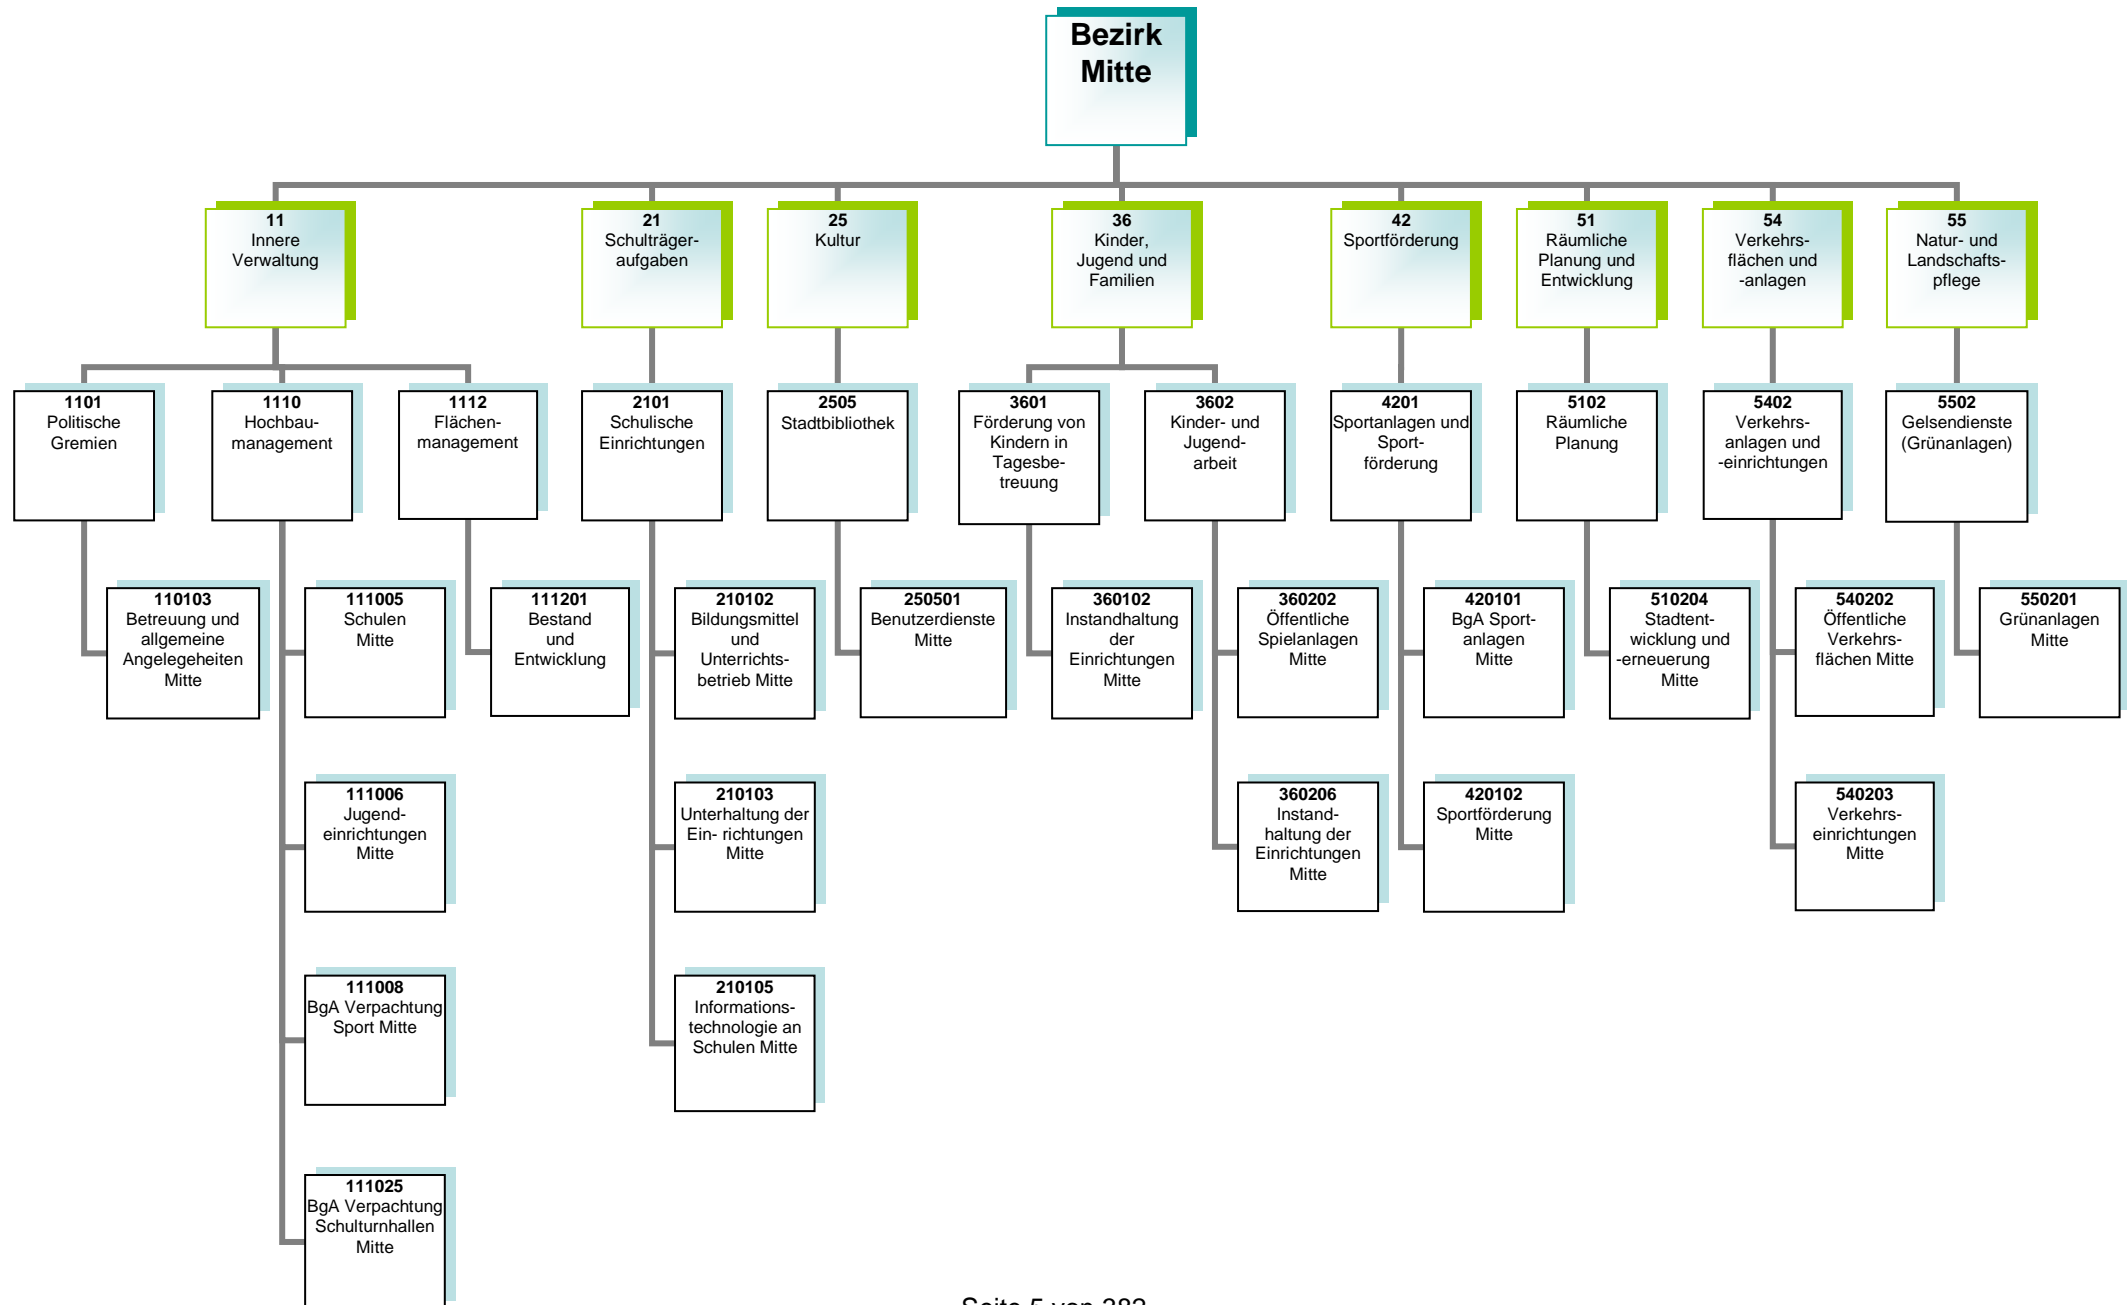 Bezirk
Mitte
11
Innere
Verwaltung
21
Schulträger-
aufgaben
25
Kultur
36
Kinder,
Jugend und
Familien
42
Sportförderung
51
Räumliche
Planung und
Entwicklung
54
Verkehrs-
flächen und
-anlagen
55
Natur- und
Landschafts-
pflege
1101
Politische
Gremien
1110
Hochbau-
management
1112
Flächen-
management
2101
Schulische
Einrichtungen
2505
Stadtbibliothek
3601
Förderung von
Kindern in
Tagesbe-
treuung
3602
Kinder- und
Jugend-
arbeit
4201
Sportanlagen und
Sport-
förderung
5102
Räumliche
Planung
5402
Verkehrs-
anlagen und
-einrichtungen
5502
Gelsendienste
(Grünanlagen)
110103
Betreuung und
allgemeine
Angelegeheiten
Mitte
111005
Schulen
Mitte
111201
Bestand
und
Entwicklung
210102
Bildungsmittel
und
Unterrichts-
betrieb Mitte
250501
Benutzerdienste
Mitte
360102
Instandhaltung
der
Einrichtungen
Mitte
360202
Öffentliche
Spielanlagen
Mitte
420101
BgA Sport-
anlagen
Mitte
510204
Stadtent-
wicklung und
-erneuerung
Mitte
540202
Öffentliche
Verkehrs-
flächen Mitte
550201
Grünanlagen
Mitte
111006
Jugend-
einrichtungen
Mitte
210103
Unterhaltung der
Ein- richtungen
Mitte
360206
Instand-
haltung der
Einrichtungen
Mitte
420102
Sportförderung
Mitte
540203
Verkehrs-
einrichtungen
Mitte
111008
BgA Verpachtung
Sport Mitte
210105
Informations-
technologie an
Schulen Mitte
111025
BgA Verpachtung
Schulturnhallen
Mitte
Seite 5 von 382